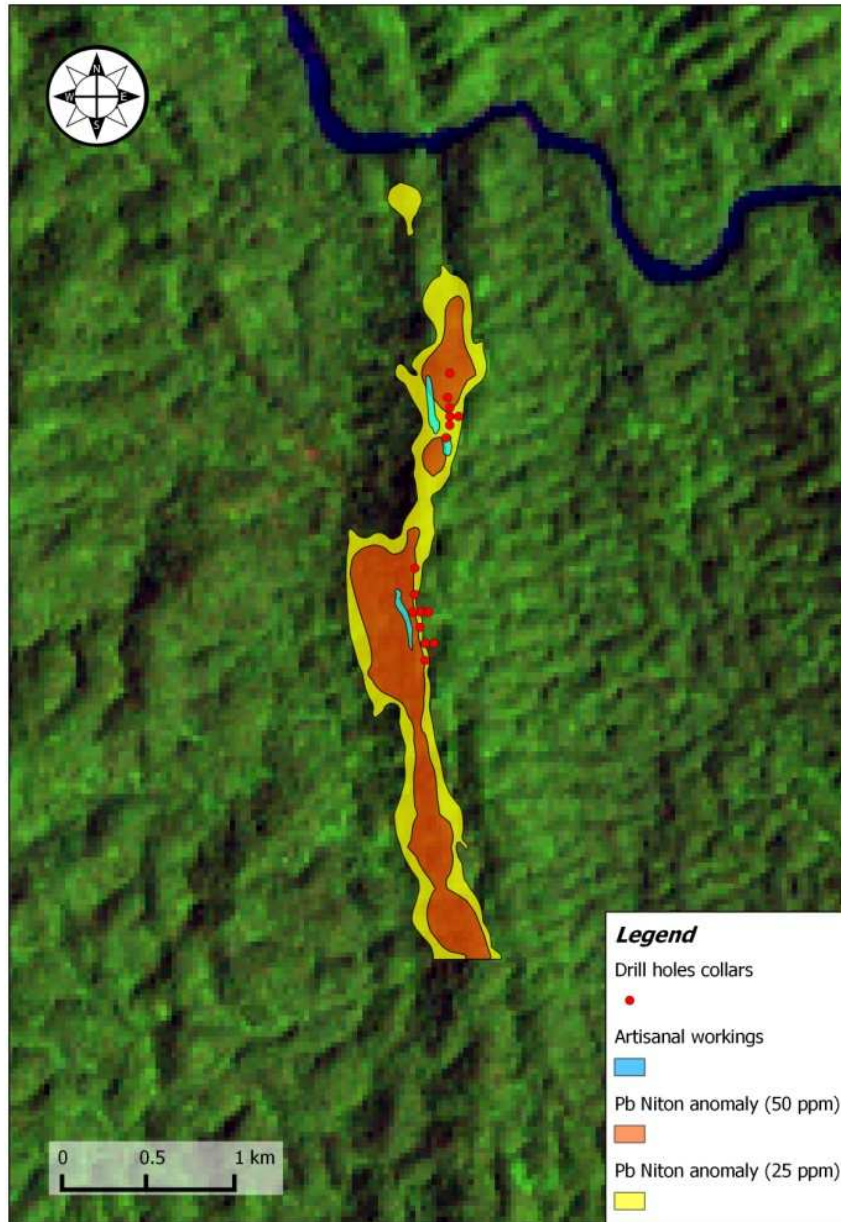 N
W E
S
Legend
Drill holes collars
Artisanal workings
Pb Niton anomaly (50 ppm)
Pb Niton anomaly (25 ppm)
0 0.5 1 km